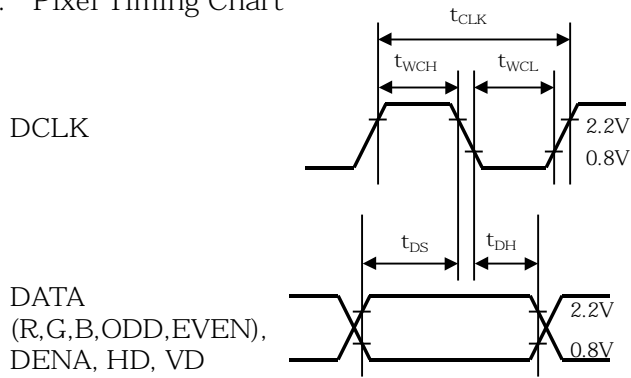 . Pixel Timing Chart
tCLK
tWCH
tWCL
DCLK
2.2V
0.8V
tDS
tDH
DATA
(R,G,B,ODD,EVEN),
DENA, HD, VD
2.2V
0.8V